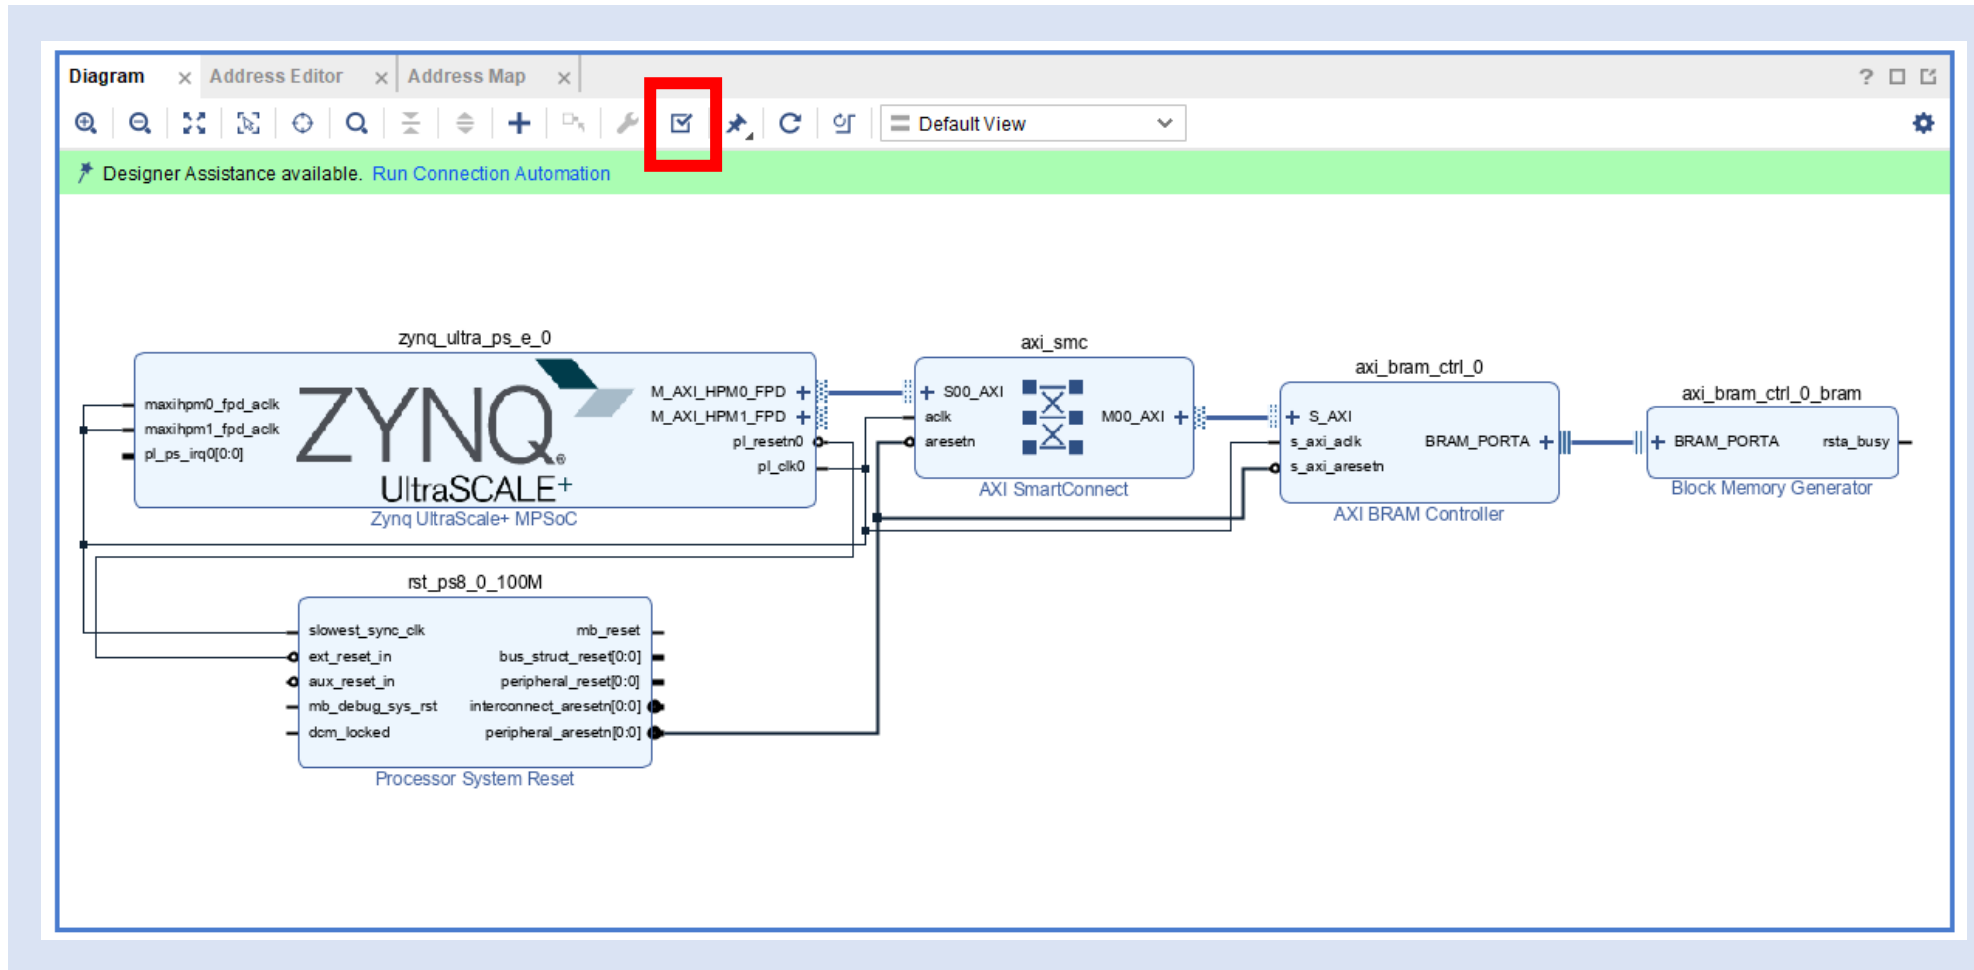 Diagram × Address Editor × Address Map × ?
Default View
Designer Assistance available. Run Connection Automation
zynq_ultra_ps_e_0
maxihpm0_fpd_aclk
maxihpm1_fpd_aclk
pl_ps_irq0[0:0]
ZYNQ®
UltraSCALE+
M_AXI_HPM0_FPD
M_AXI_HPM1_FPD
pl_resetn0
pl_clk0
Zynq UltraScale+ MPSoC
axi_smc
S00_AXI
aclk
aresetn
M00_AXI
AXI SmartConnect
axi_bram_ctrl_0
S_AXI
s_axi_aclk
s_axi_aresetn
BRAM_PORTA
AXI BRAM Controller
axi_bram_ctrl_0_bram
BRAM_PORTA
rsta_busy
Block Memory Generator
rst_ps8_0_100M
slowest_sync_clk
ext_reset_in
aux_reset_in
mb_debug_sys_rst
dcm_locked
mb_reset
bus_struct_reset[0:0]
peripheral_reset[0:0]
interconnect_aresetn[0:0]
peripheral_aresetn[0:0]
Processor System Reset